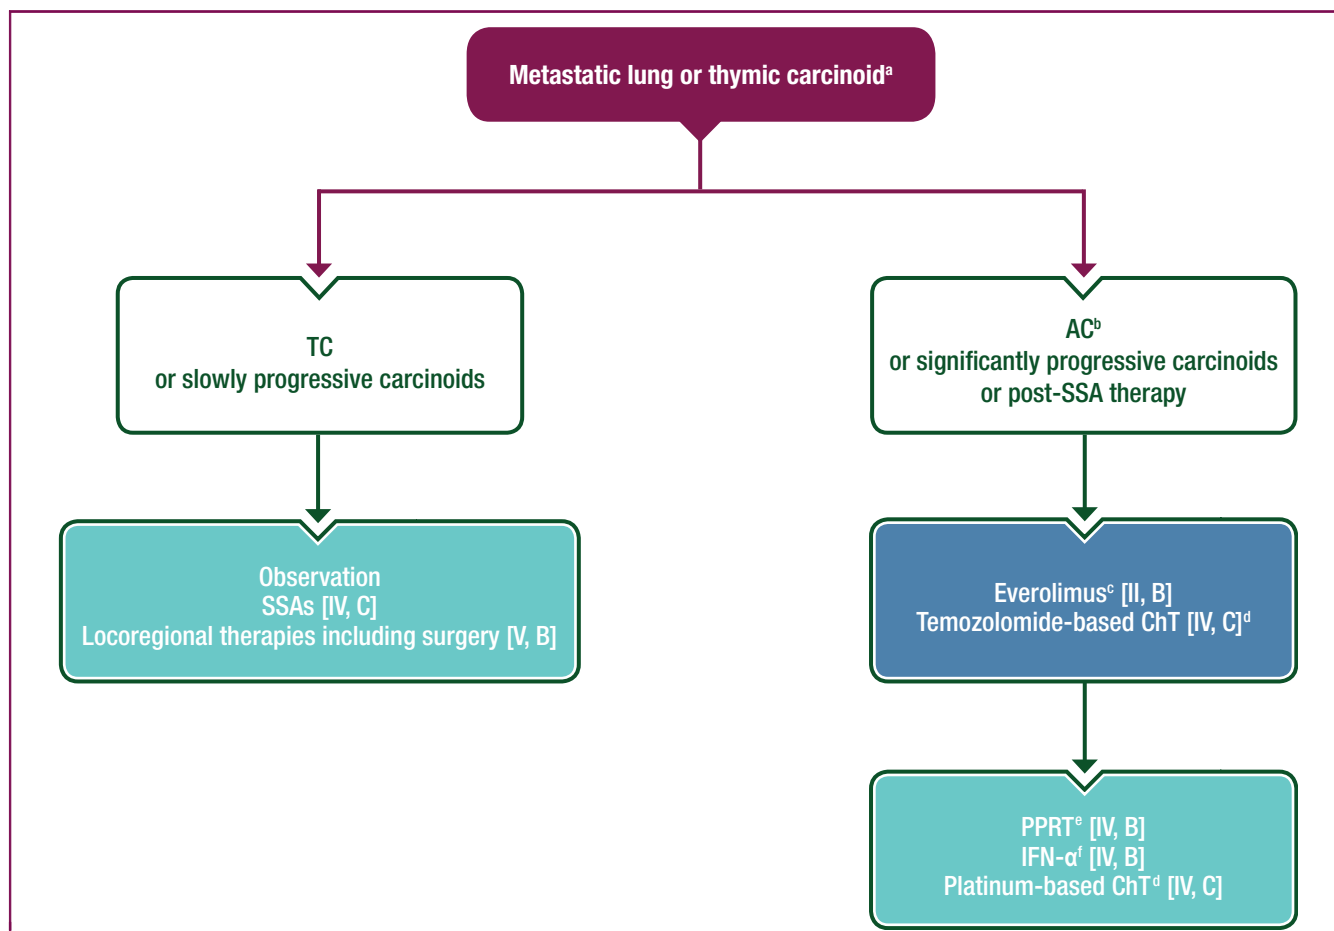 Metastatic lung or thymic carcinoidᵃ
TC
or slowly progressive carcinoids
ACᵇ
or significantly progressive carcinoids
or post-SSA therapy
Observation
SSAs [IV, C]
Locoregional therapies including surgery [V, B]
Everolimusᶜ [II, B]
Temozolomide-based ChT [IV, C]ᵈ
PPRTᵉ [IV, B]
IFN-αᶠ [IV, B]
Platinum-based ChTᵈ [IV, C]